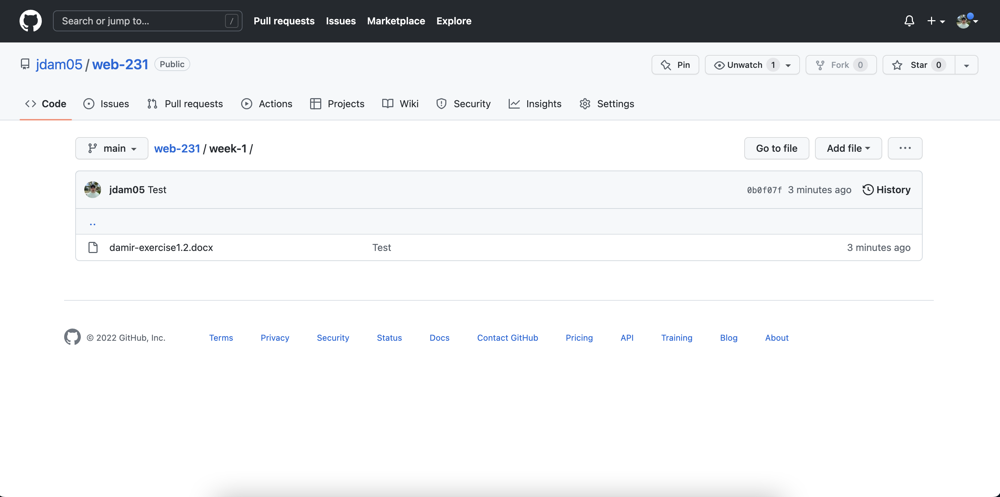 Search or jump to... / Pull requests Issues Marketplace Explore
jdam05 / web-231 Public Pin Unwatch 1 Fork 0 Star 0
Code Issues Pull requests Actions Projects Wiki Security Insights Settings
main web-231 / week-1 / Go to file Add file ...
jdam05 Test 0b0f07f 3 minutes ago History
..
damir-exercise1.2.docx Test 3 minutes ago
© 2022 GitHub, Inc. Terms Privacy Security Status Docs Contact GitHub Pricing API Training Blog About